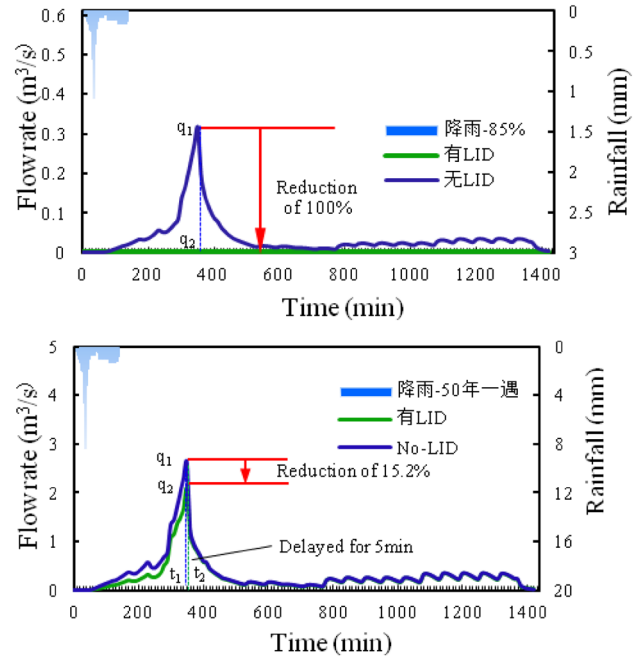 0.6
0.5
0.4
0.3
0.2
0.1
0
Flowrate (m³/s)
0
0.5
1
1.5
2
2.5
3
Rainfall (mm)
q₁
q₂
Reduction
of 100%
降雨-85%
有LID
无LID
0 200 400 600 800 1000 1200 1400
Time (min)
5
4
3
2
1
0
Flowrate (m³/s)
0
4
8
12
16
20
Rainfall (mm)
降雨-50年一遇
有LID
No-LID
q₁
q₂
Reduction of 15.2%
Delayed for 5min
t₁ t₂
0 200 400 600 800 1000 1200 1400
Time (min)